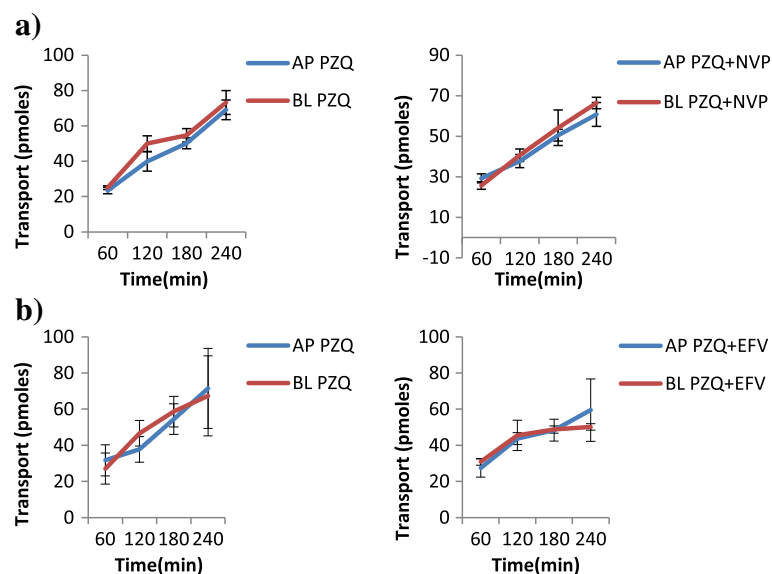 a)
100
80
60
40
20
0
Transport (pmoles)
60 120 180 240
Time(min)
AP PZQ
BL PZQ
90
70
50
30
10
-10
Transport (pmoles)
60 120 180 240
Time(min)
AP PZQ+NVP
BL PZQ+NVP
b)
100
80
60
40
20
0
Transport (pmoles)
60 120 180 240
Time(min)
AP PZQ
BL PZQ
100
80
60
40
20
0
Transport (pmoles)
60 120 180 240
Time(min)
AP PZQ+EFV
BL PZQ+EFV